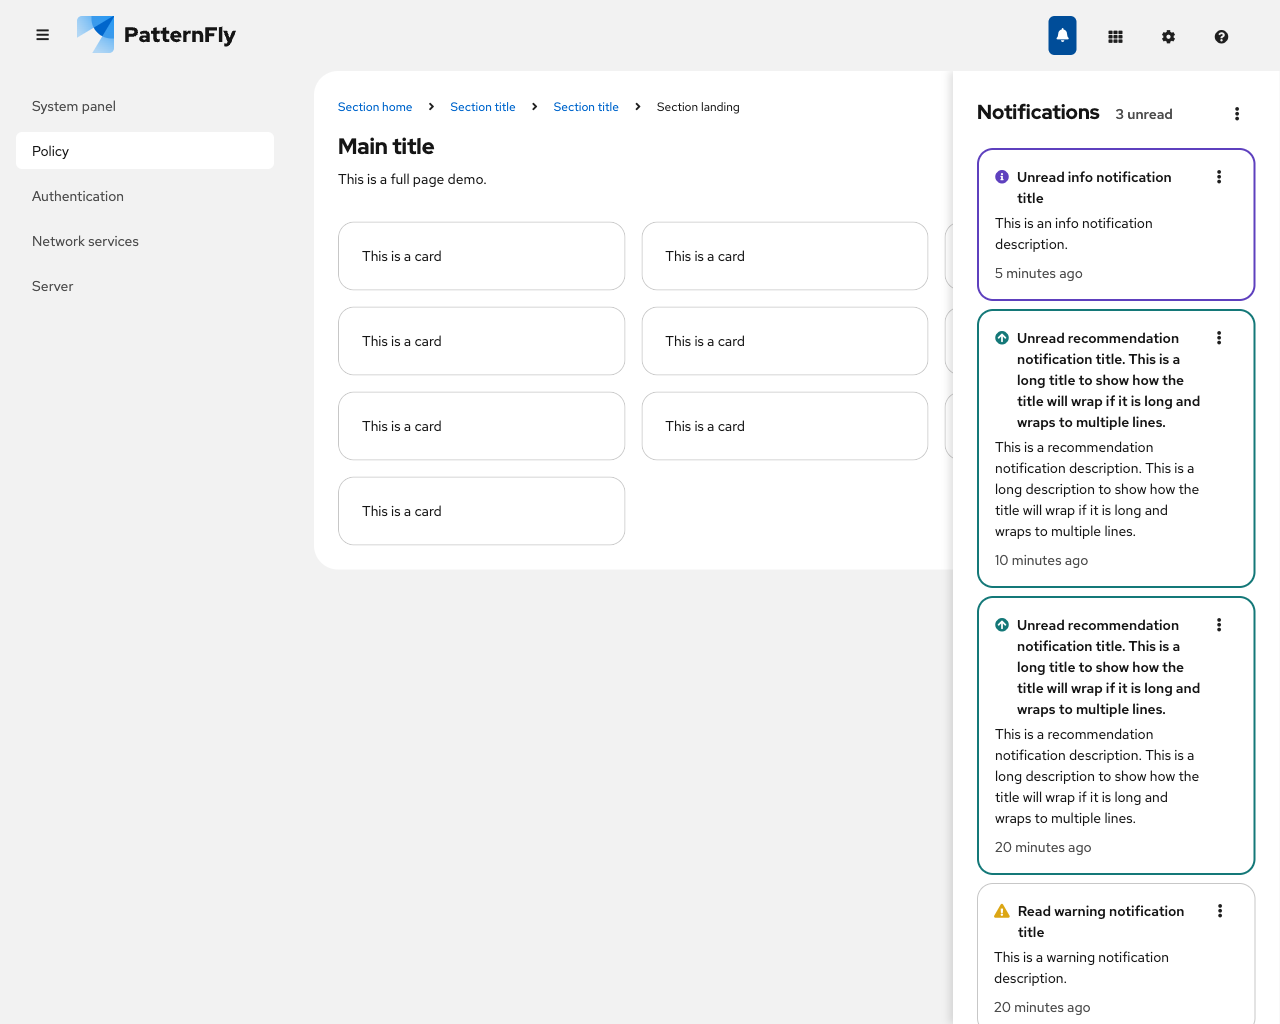 PatternFly
System panel
Policy
Authentication
Network services
Server
Section home
Section title
Section title
Section landing
Main title
This is a full page demo.
This is a card
This is a card
This is a card
This is a card
This is a card
This is a card
This is a card
Notifications
3 unread
Unread info notification
title
This is an info notification
description.
5 minutes ago
Unread recommendation
notification title. This is a
long title to show how the
title will wrap if it is long and
wraps to multiple lines.
This is a recommendation
notification description. This is a
long description to show how the
title will wrap if it is long and
wraps to multiple lines.
10 minutes ago
Unread recommendation
notification title. This is a
long title to show how the
title will wrap if it is long and
wraps to multiple lines.
This is a recommendation
notification description. This is a
long description to show how the
title will wrap if it is long and
wraps to multiple lines.
20 minutes ago
Read warning notification
title
This is a warning notification
description.
20 minutes ago